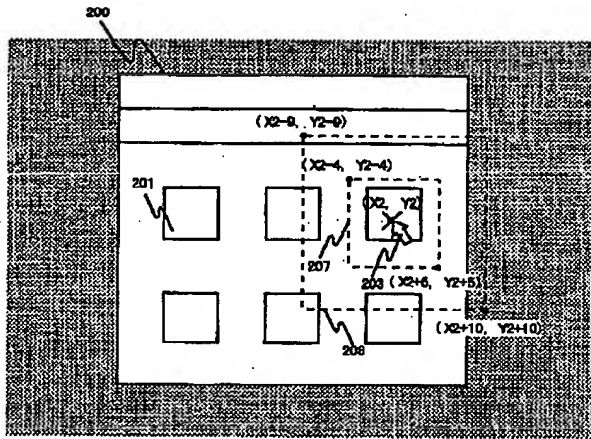 200
(X2-9, Y2-9)
(X2-4, Y2-4)
201
(X2, Y2)
207
203
(X2+5, Y2+5)
208
(X2+10, Y2+10)